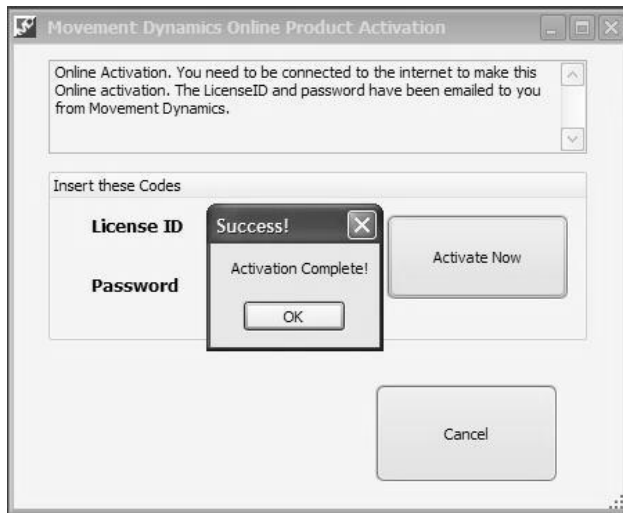 Movement Dynamics Online Product Activation
Online Activation. You need to be connected to the internet to make this
Online activation. The LicenseID and password have been emailed to you
from Movement Dynamics.
Insert these Codes
License ID
Password
Success!
Activation Complete!
OK
Activate Now
Cancel